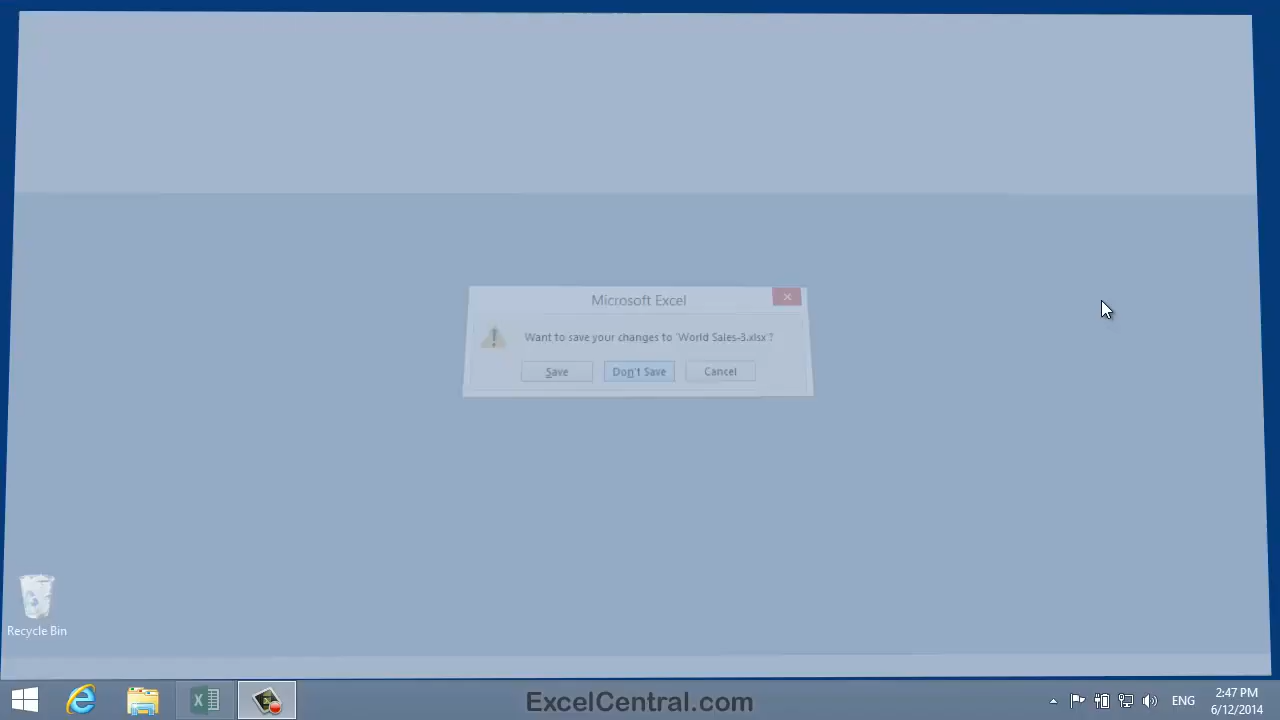 Microsoft Excel
Want to save your changes to 'World Sales-3.xlsx'?
Save
Don't Save
Cancel
Recycle Bin
ExcelCentral.com
ENG
2:47 PM
6/12/2014